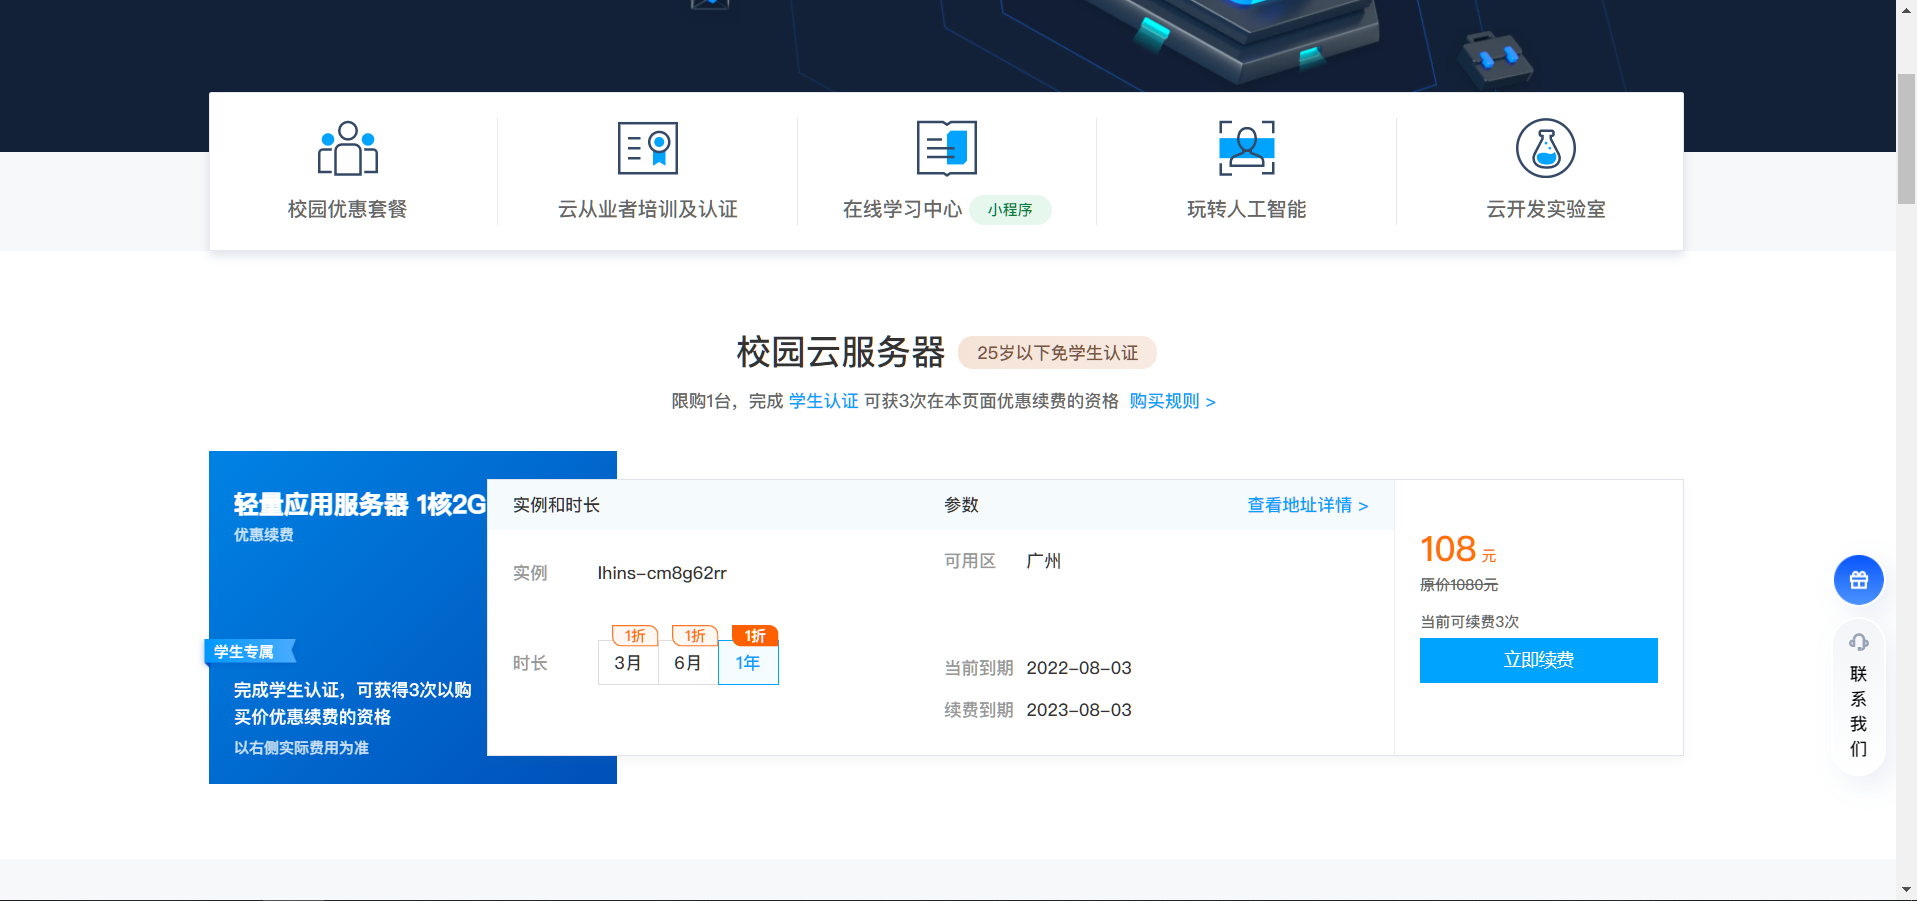 校园优惠套餐
云从业者培训及认证
在线学习中心 小程序
玩转人工智能
云开发实验室
校园云服务器 25岁以下免学生认证
限购1台，完成 学生认证 可获3次在本页面优惠续费的资格 购买规则 >
轻量应用服务器 1核2G
优惠续费
学生专属
完成学生认证，可获得3次以购
买价优惠续费的资格
以右侧实际费用为准
实例和时长
实例 lhins-cm8g62rr
1折 1折 1折
时长 3月 6月 1年
参数 查看地址详情 >
可用区 广州
当前到期 2022-08-03
续费到期 2023-08-03
108 元
原价1080元
当前可续费3次
立即续费
联
系
我
们